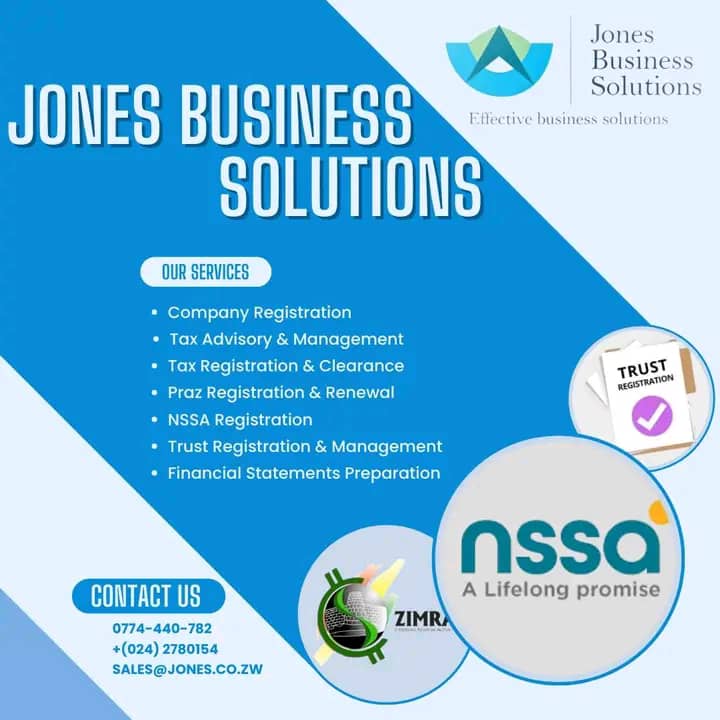 Jones
Business
Solutions
Effective business solutions
JONES BUSINESS
SOLUTIONS
OUR SERVICES
• Company Registration
• Tax Advisory & Management
• Tax Registration & Clearance
• Praz Registration & Renewal
• NSSA Registration
• Trust Registration & Management
• Financial Statements Preparation
TRUST
REGISTRATION
nssa
A Lifelong promise
ZIMRA
CONTACT US
0774-440-782
+(024) 2780154
SALES@JONES.CO.ZW